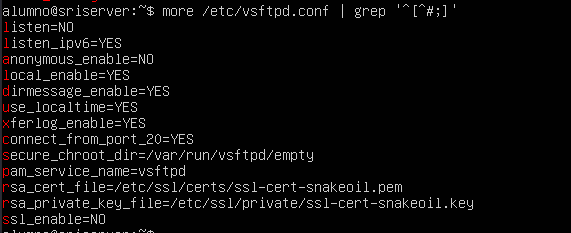 alumno@sriserver:~$ more /etc/vsftpd.conf | grep '^[^#;]'
listen=NO
listen_ipv6=YES
anonymous_enable=NO
local_enable=YES
dirmessage_enable=YES
use_localtime=YES
xferlog_enable=YES
connect_from_port_20=YES
secure_chroot_dir=/var/run/vsftpd/empty
pam_service_name=vsftpd
rsa_cert_file=/etc/ssl/certs/ssl-cert-snakeoil.pem
rsa_private_key_file=/etc/ssl/private/ssl-cert-snakeoil.key
ssl_enable=NO
alumno@sriserver:~$